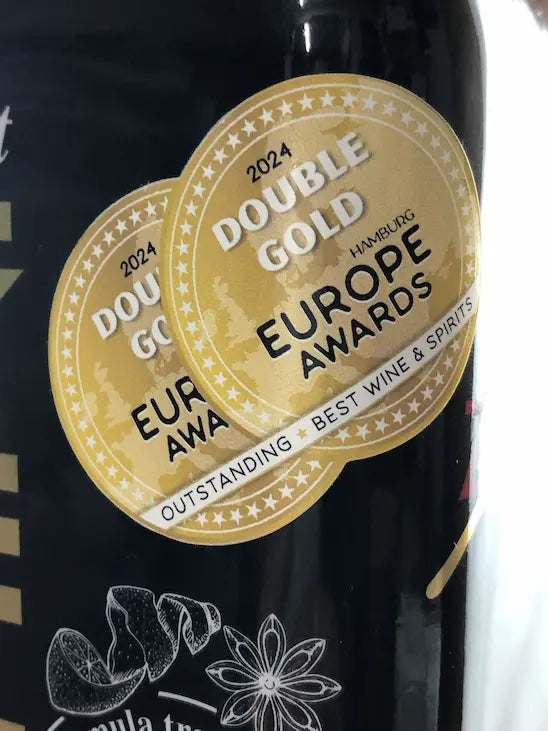 2024
DOUBLE
GOLD
HAMBURG
EUROPE
AWARDS
OUTSTANDING ★ BEST WINE & SPIRITS
2024
DOU
GO
EUR
AWA